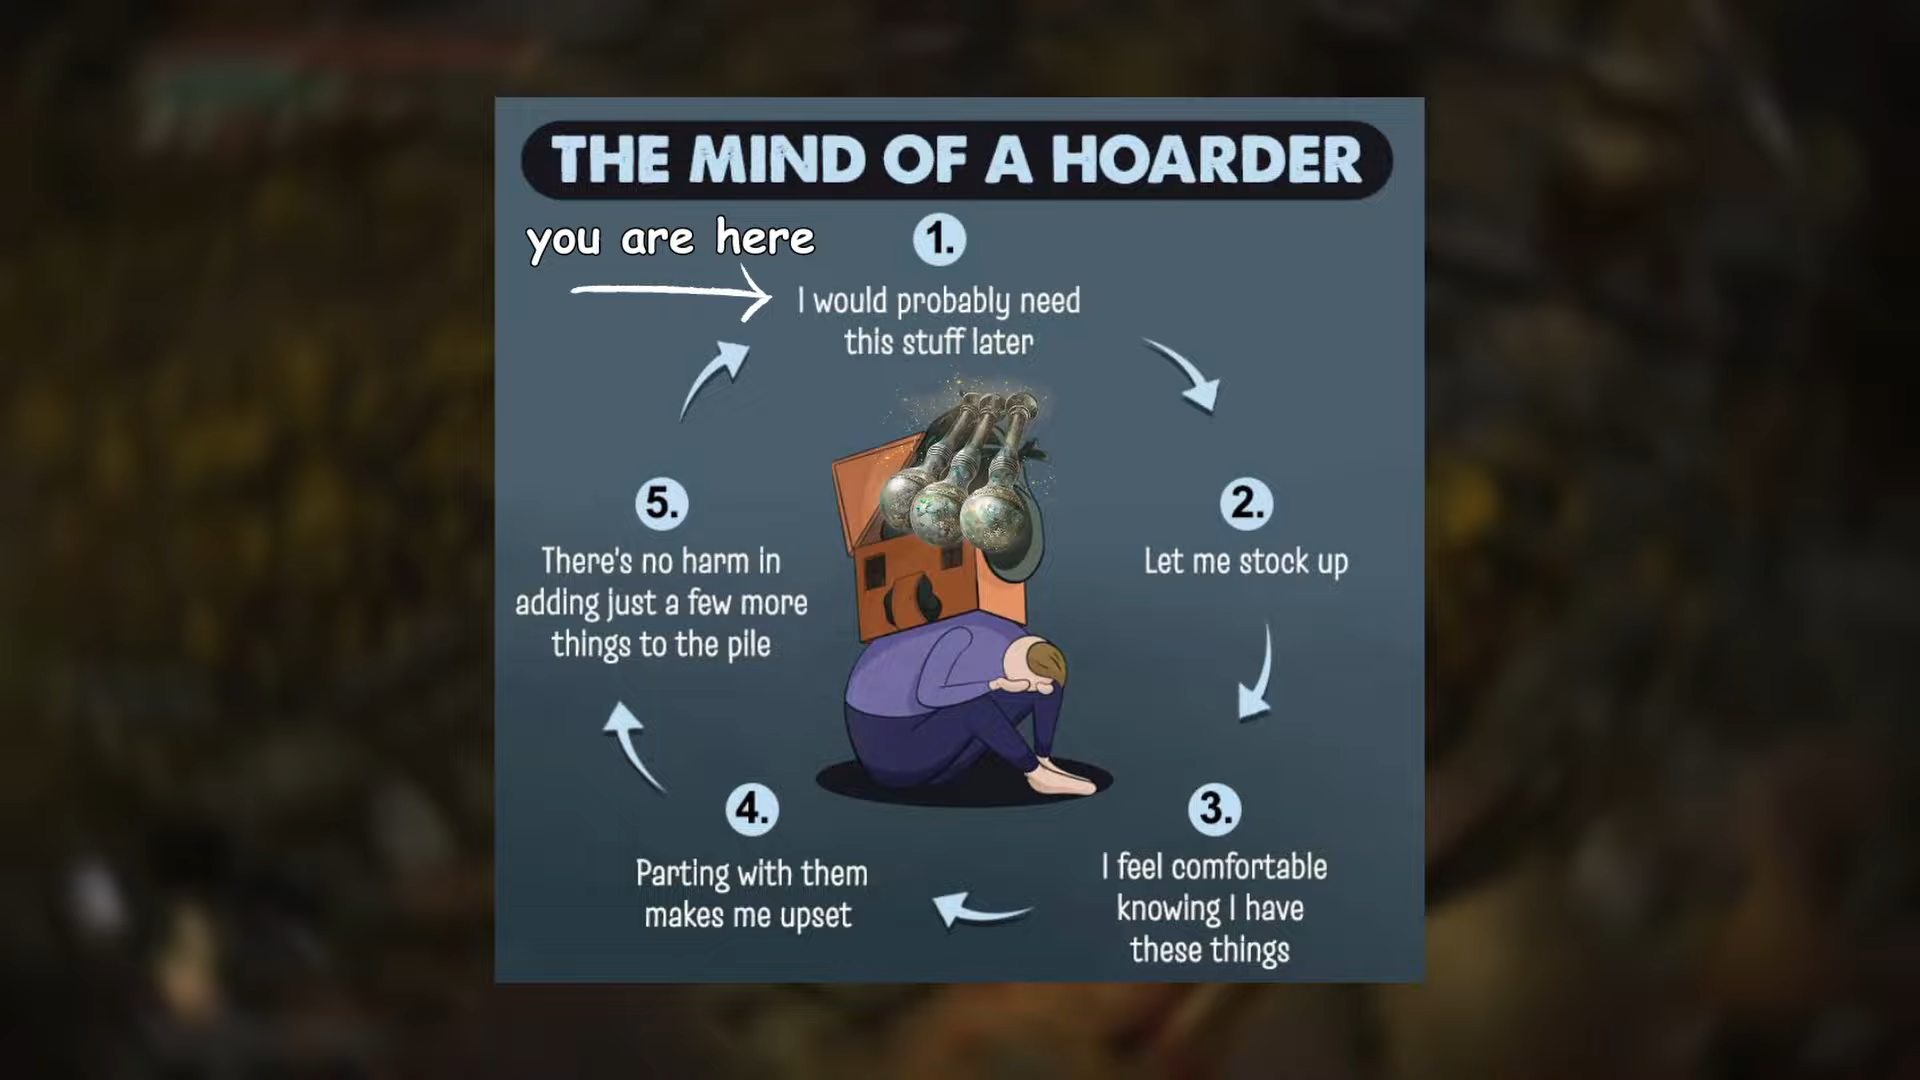 THE MIND OF A HOARDER
you are here
1.
I would probably need
this stuff later
2.
Let me stock up
3.
I feel comfortable
knowing I have
these things
4.
Parting with them
makes me upset
5.
There's no harm in
adding just a few more
things to the pile